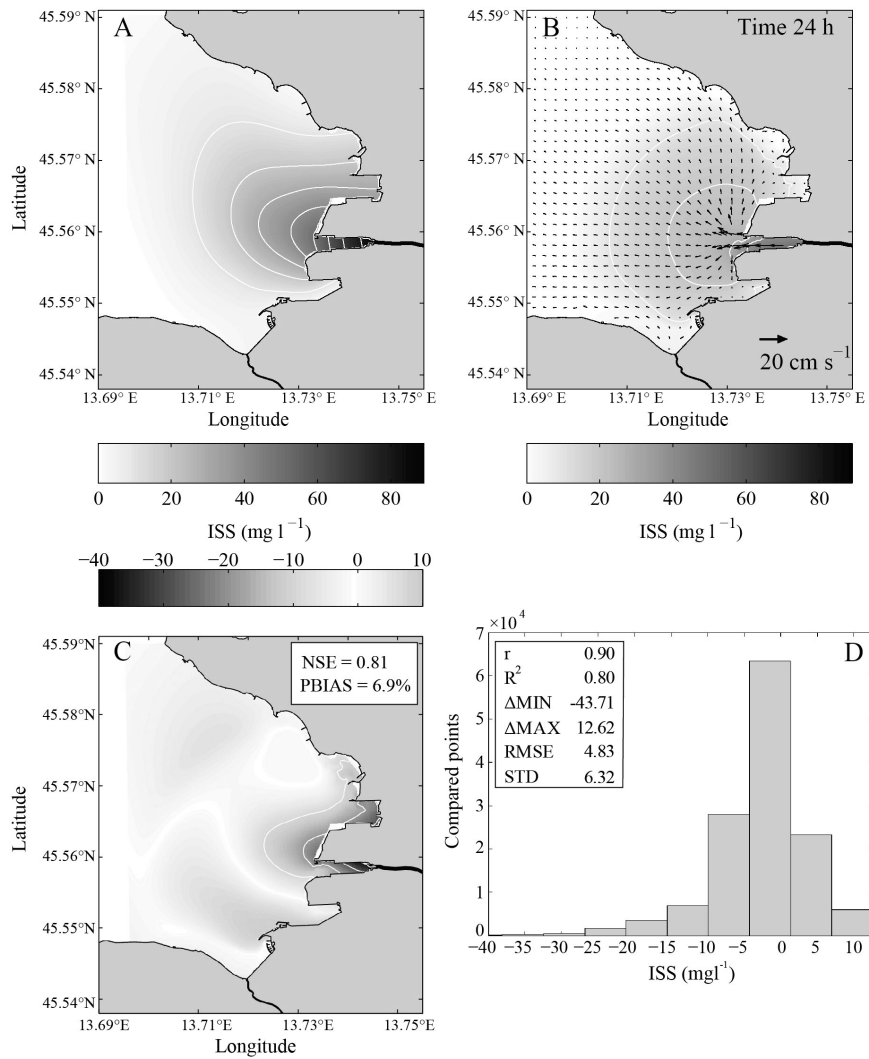 A
45.59° N
45.58° N
45.57° N
45.56° N
45.55° N
45.54° N
Latitude
13.69° E 13.71° E 13.73° E 13.75° E
Longitude
0 20 40 60 80
ISS (mg l⁻¹)
B
Time 24 h
45.59° N
45.58° N
45.57° N
45.56° N
45.55° N
45.54° N
20 cm s⁻¹
13.69° E 13.71° E 13.73° E 13.75° E
Longitude
0 20 40 60 80
ISS (mg l⁻¹)
−40 −30 −20 −10 0 10
C
NSE = 0.81
PBIAS = 6.9%
45.59° N
45.58° N
45.57° N
45.56° N
45.55° N
45.54° N
Latitude
13.69°E 13.71°E 13.73°E 13.75°E
Longitude
×10⁴
D
r 0.90
R² 0.80
ΔMIN -43.71
ΔMAX 12.62
RMSE 4.83
STD 6.32
7
6
5
4
3
2
1
0
Compared points
−40 −35 −30 −25 −20 −15 −10 −5 0 5 10
ISS (mgl⁻¹)